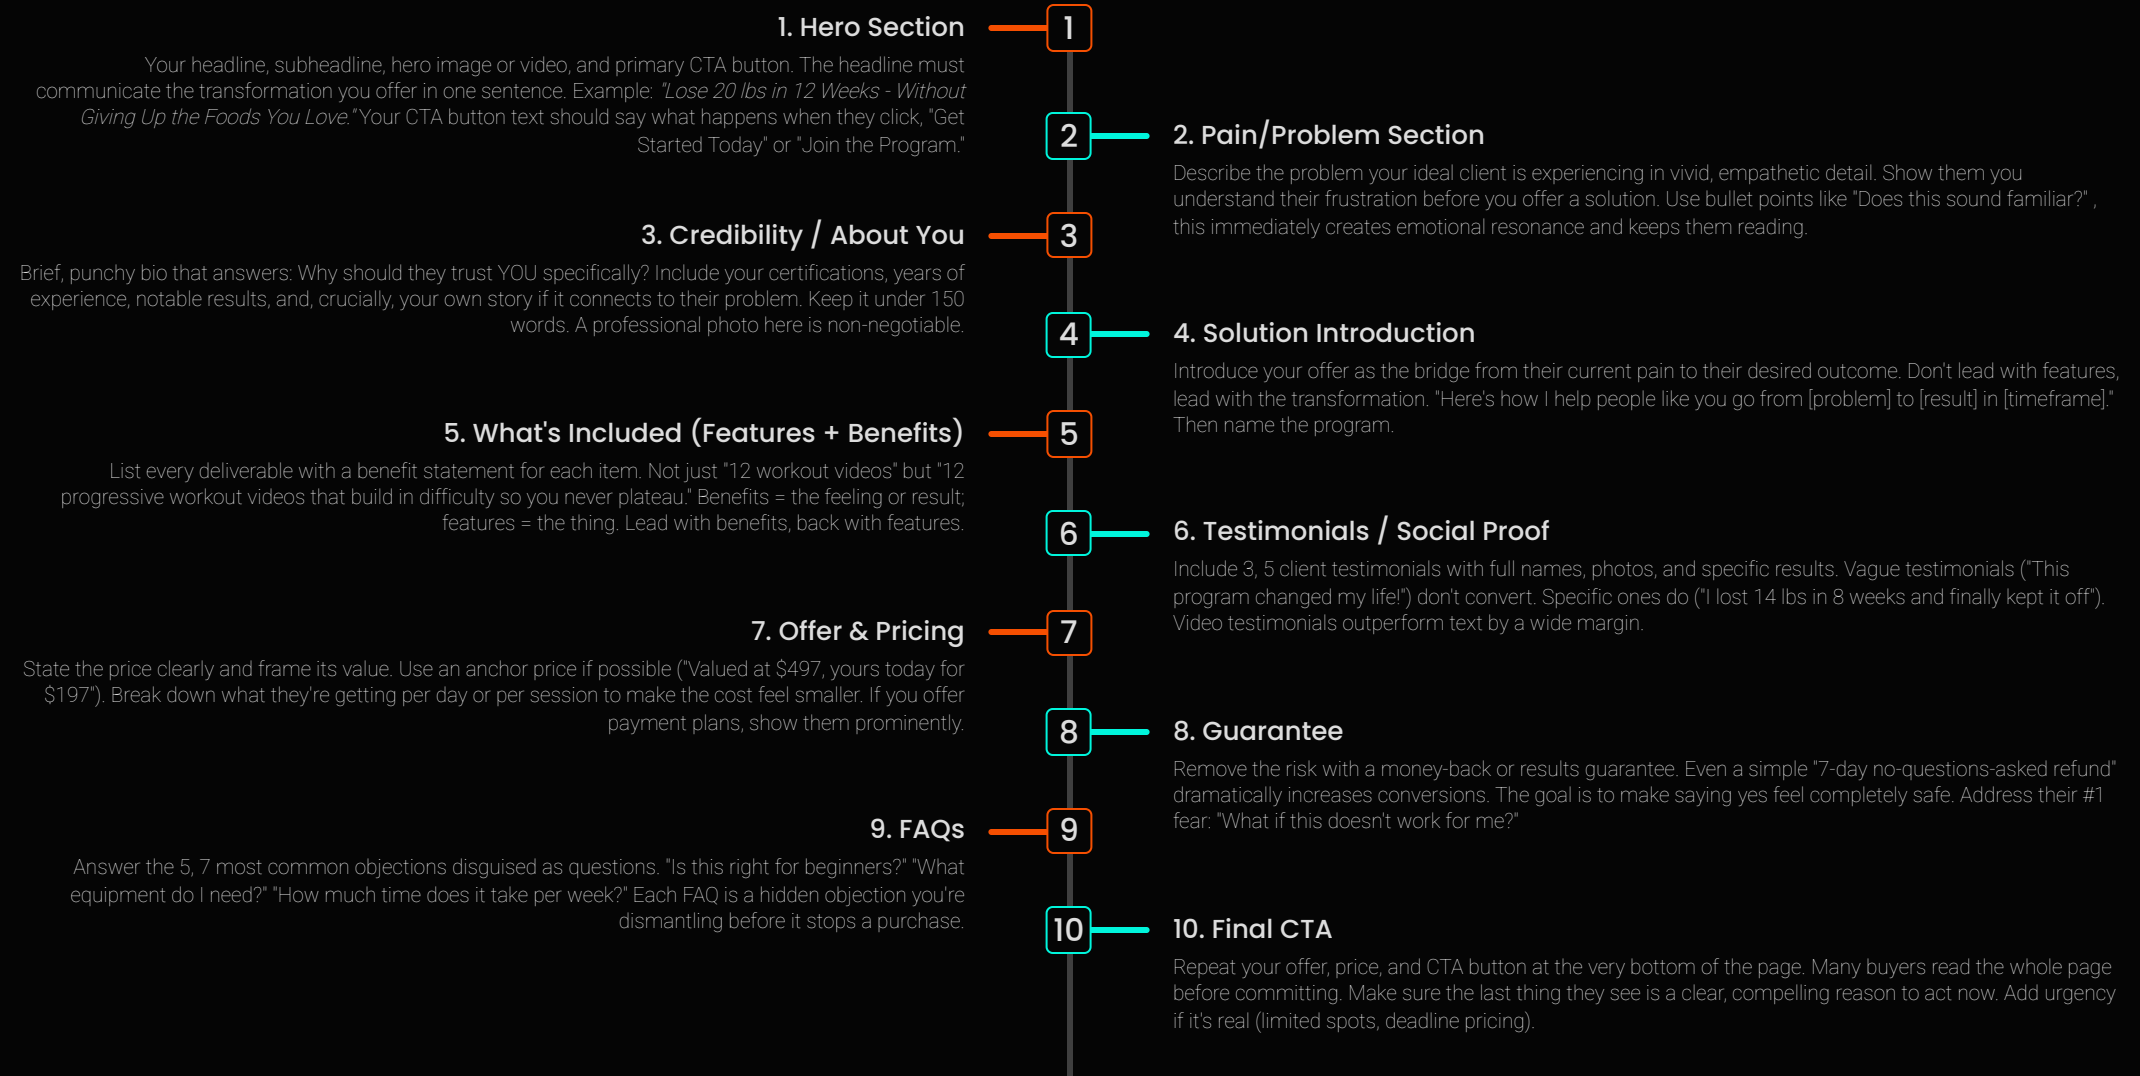 1. Hero Section
1
Your headline, subheadline, hero image or video, and primary CTA button. The headline must
communicate the transformation you offer in one sentence. Example: "Lose 20 lbs in 12 Weeks - Without
Giving Up the Foods You Love." Your CTA button text should say what happens when they click, "Get
Started Today" or "Join the Program."
2
2. Pain/Problem Section
Describe the problem your ideal client is experiencing in vivid, empathetic detail. Show them you
understand their frustration before you offer a solution. Use bullet points like "Does this sound familiar?" ,
this immediately creates emotional resonance and keeps them reading.
3. Credibility / About You
3
Brief, punchy bio that answers: Why should they trust YOU specifically? Include your certifications, years of
experience, notable results, and, crucially, your own story if it connects to their problem. Keep it under 150
words. A professional photo here is non-negotiable.
4
4. Solution Introduction
Introduce your offer as the bridge from their current pain to their desired outcome. Don't lead with features,
lead with the transformation. "Here's how I help people like you go from [problem] to [result] in [timeframe]."
Then name the program.
5. What's Included (Features + Benefits)
5
List every deliverable with a benefit statement for each item. Not just "12 workout videos" but "12
progressive workout videos that build in difficulty so you never plateau." Benefits = the feeling or result;
features = the thing. Lead with benefits, back with features.
6
6. Testimonials / Social Proof
Include 3, 5 client testimonials with full names, photos, and specific results. Vague testimonials ("This
program changed my life!") don't convert. Specific ones do ("I lost 14 lbs in 8 weeks and finally kept it off").
Video testimonials outperform text by a wide margin.
7. Offer & Pricing
7
State the price clearly and frame its value. Use an anchor price if possible ("Valued at $497, yours today for
$197"). Break down what they're getting per day or per session to make the cost feel smaller. If you offer
payment plans, show them prominently.
8
8. Guarantee
Remove the risk with a money-back or results guarantee. Even a simple "7-day no-questions-asked refund"
dramatically increases conversions. The goal is to make saying yes feel completely safe. Address their #1
fear: "What if this doesn't work for me?"
9. FAQs
9
Answer the 5, 7 most common objections disguised as questions. "Is this right for beginners?" "What
equipment do I need?" "How much time does it take per week?" Each FAQ is a hidden objection you're
dismantling before it stops a purchase.
10
10. Final CTA
Repeat your offer, price, and CTA button at the very bottom of the page. Many buyers read the whole page
before committing. Make sure the last thing they see is a clear, compelling reason to act now. Add urgency
if it's real (limited spots, deadline pricing).